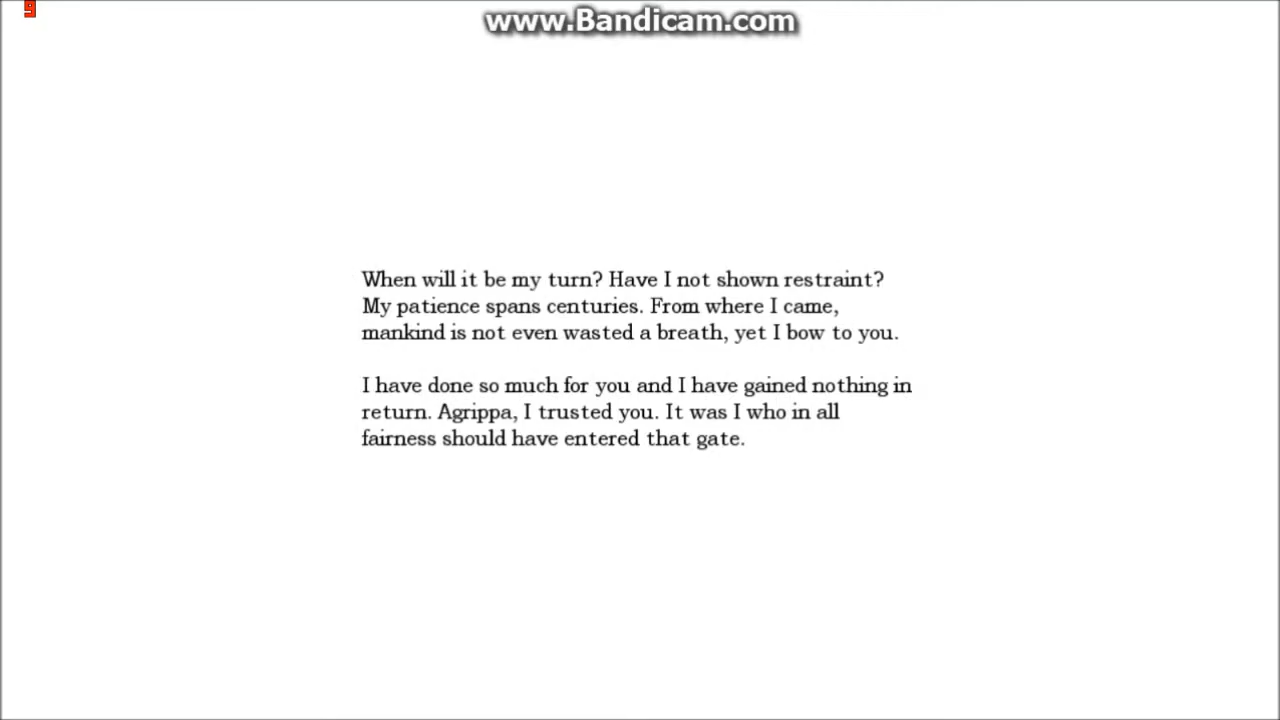 9
www.Bandicam.com
When will it be my turn? Have I not shown restraint?
My patience spans centuries. From where I came,
mankind is not even wasted a breath, yet I bow to you.
I have done so much for you and I have gained nothing in
return. Agrippa, I trusted you. It was I who in all
fairness should have entered that gate.